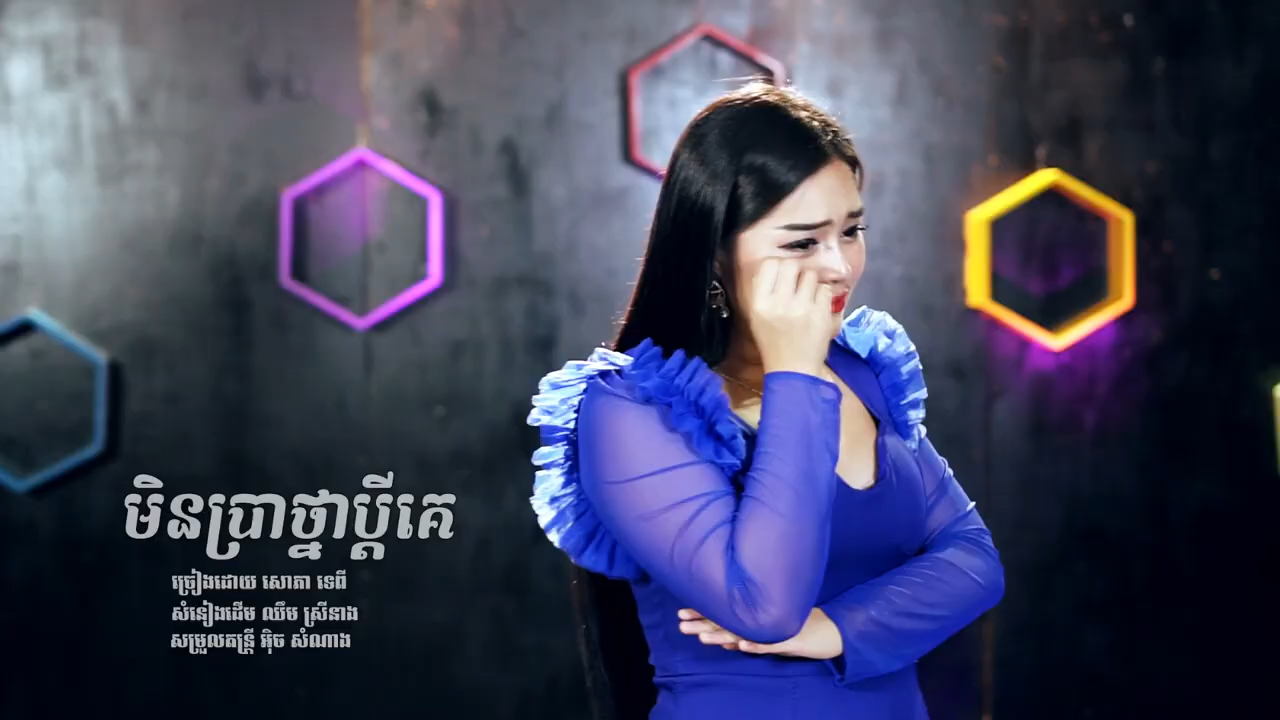 មិនប្រាថ្នាប្ដីគេ
ច្រៀងដោយ សោភា ទេពី
សំនៀងដើម ឈឹម ស្រីនាង
សម្រួលតន្ត្រី អ៊ិច សំណាង